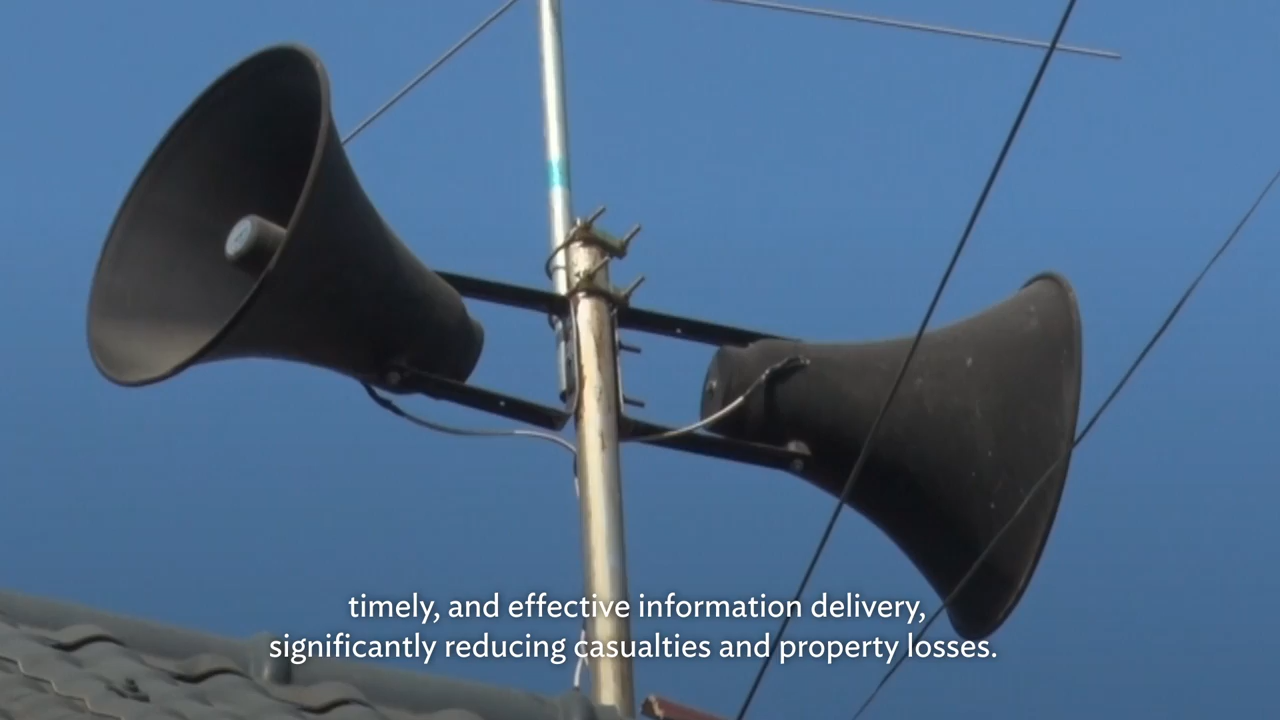 timely, and effective information delivery,
significantly reducing casualties and property losses.